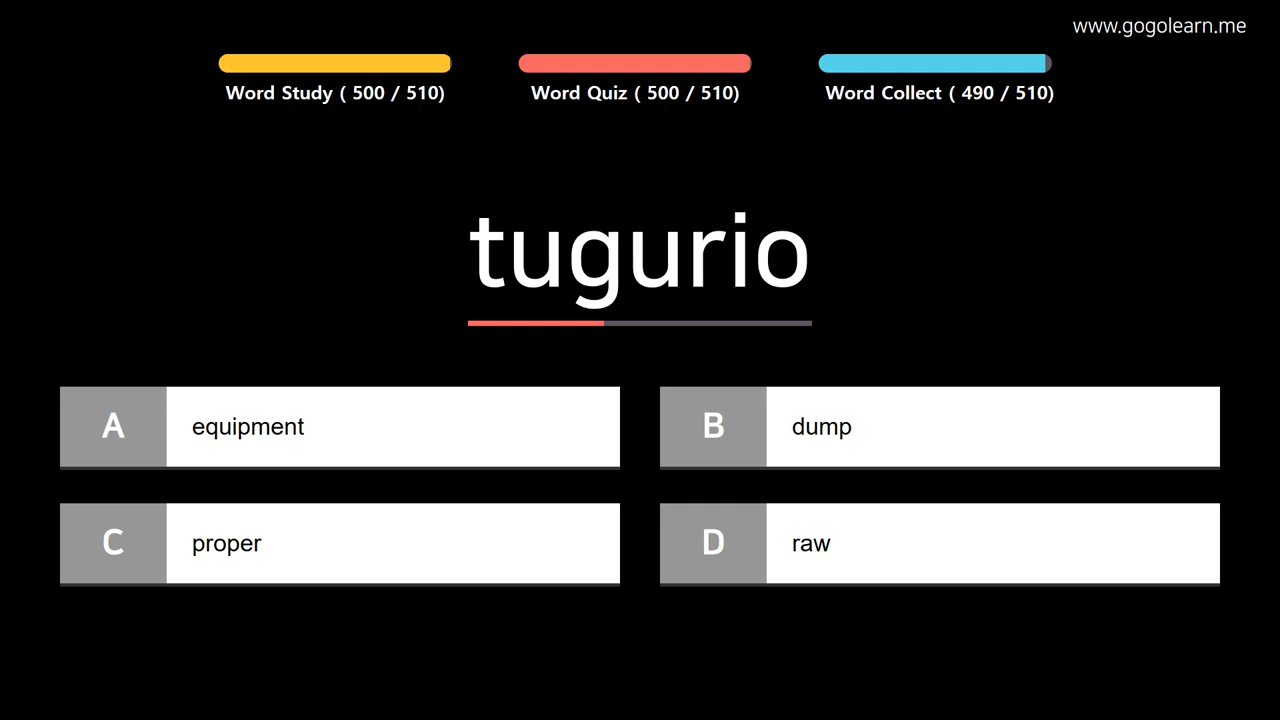 www.gogolearn.me
Word Study ( 500 / 510)
Word Quiz ( 500 / 510)
Word Collect ( 490 / 510)
tugurio
A equipment
B dump
C proper
D raw